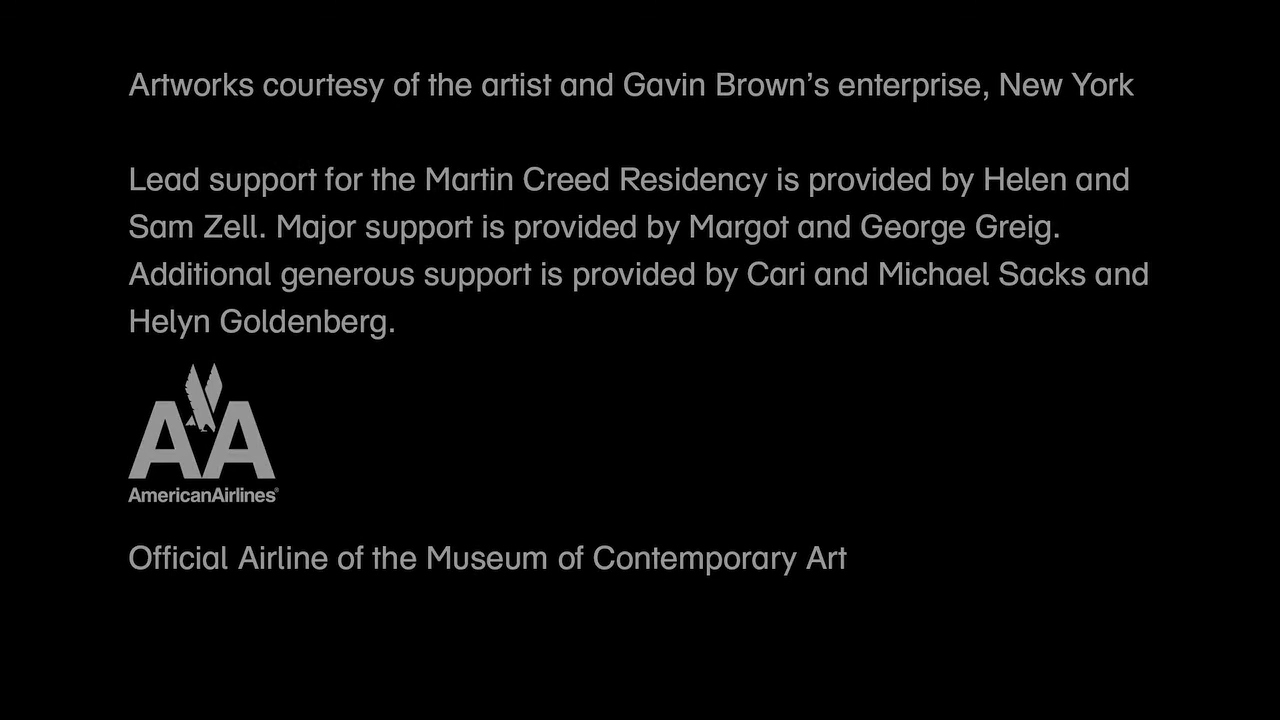 Artworks courtesy of the artist and Gavin Brown’s enterprise, New York
Lead support for the Martin Creed Residency is provided by Helen and
Sam Zell. Major support is provided by Margot and George Greig.
Additional generous support is provided by Cari and Michael Sacks and
Helyn Goldenberg.
AA
AmericanAirlines®
Official Airline of the Museum of Contemporary Art